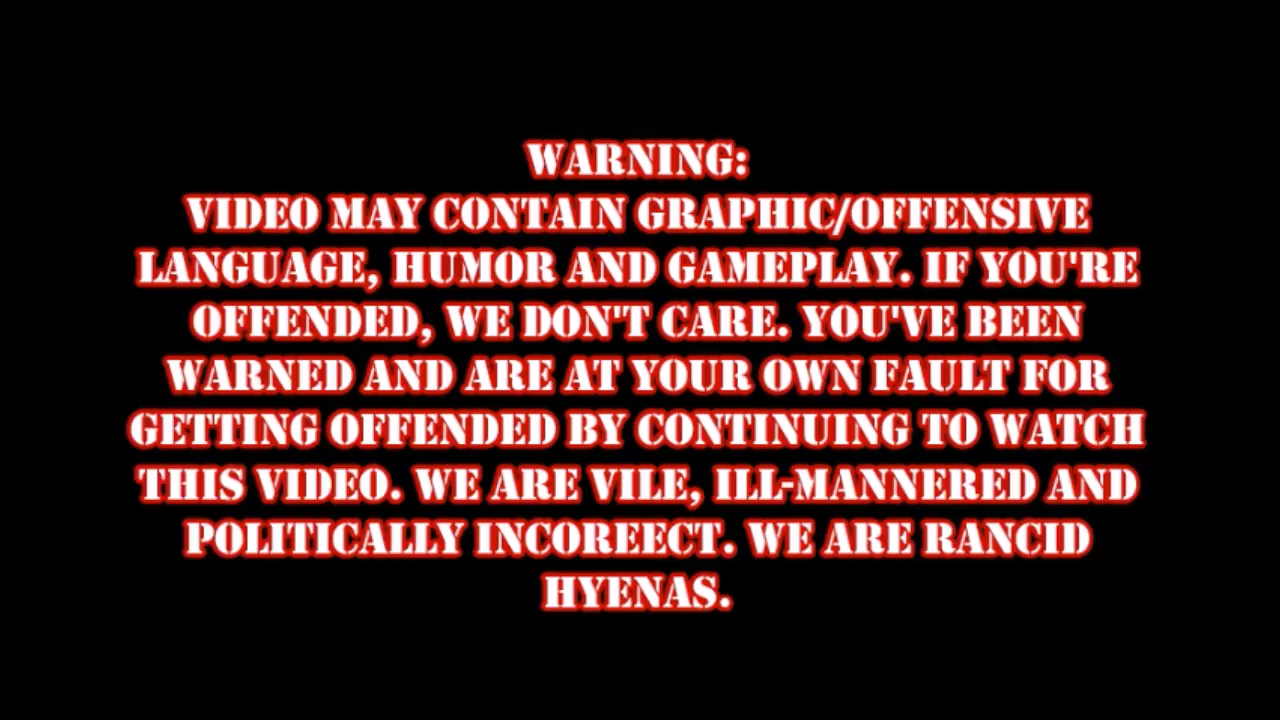 WARNING:
VIDEO MAY CONTAIN GRAPHIC/OFFENSIVE
LANGUAGE, HUMOR AND GAMEPLAY. IF YOU'RE
OFFENDED, WE DON'T CARE. YOU'VE BEEN
WARNED AND ARE AT YOUR OWN FAULT FOR
GETTING OFFENDED BY CONTINUING TO WATCH
THIS VIDEO. WE ARE VILE, ILL-MANNERED AND
POLITICALLY INCOREECT. WE ARE RANCID
HYENAS.